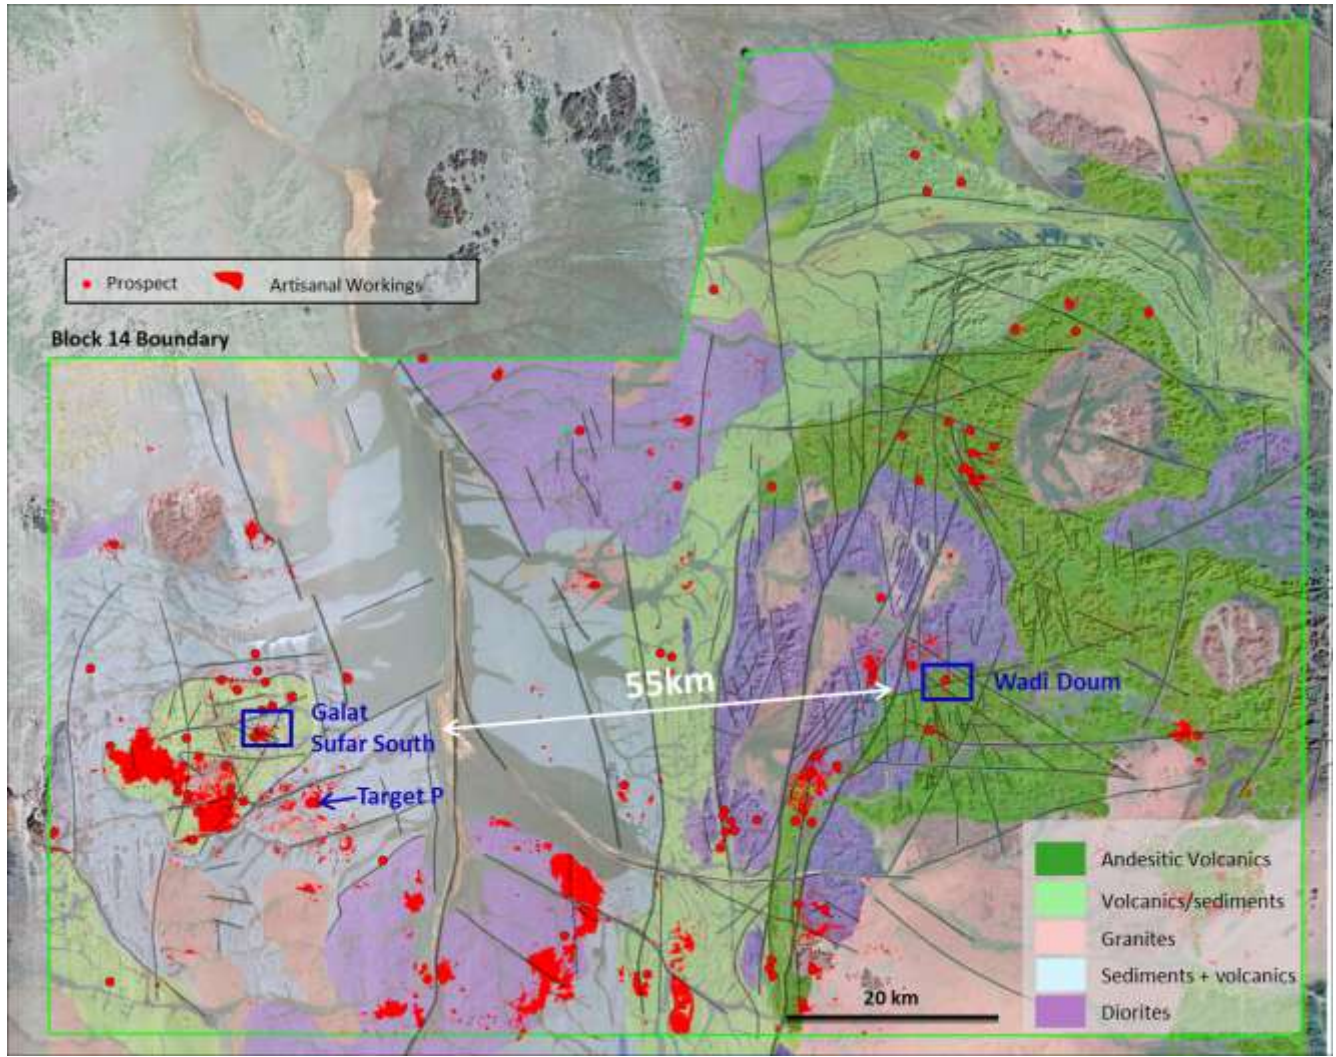 Prospect
Artisanal Workings
Block 14 Boundary
55km
Wadi Doum
Galat
Sufar South
Target P
Andesitic Volcanics
Volcanics/sediments
Granites
Sediments + volcanics
Diorites
20 km